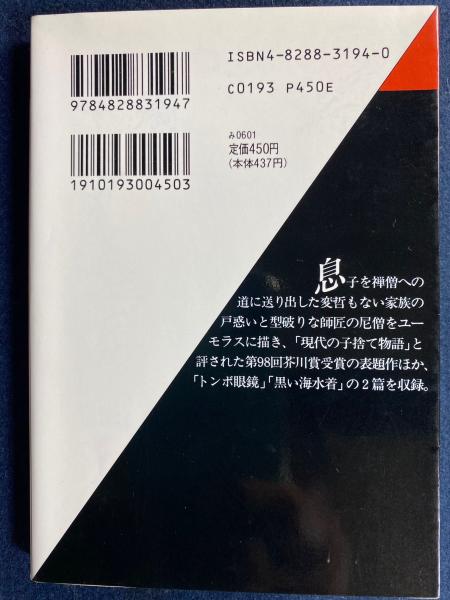 ISBN4-8288-3194-0
9784828831947
C0193 P450E
み0601
定価450円
(本体437円)
1910193004503
息子を禅僧への
道に送り出した変哲もない家族の
戸惑いと型破りな師匠の尼僧をユー
モラスに描き、「現代の子捨て物語」と
評された第98回芥川賞受賞の表題作ほか、
「トンボ眼鏡」「黒い海水着」の2篇を収録。